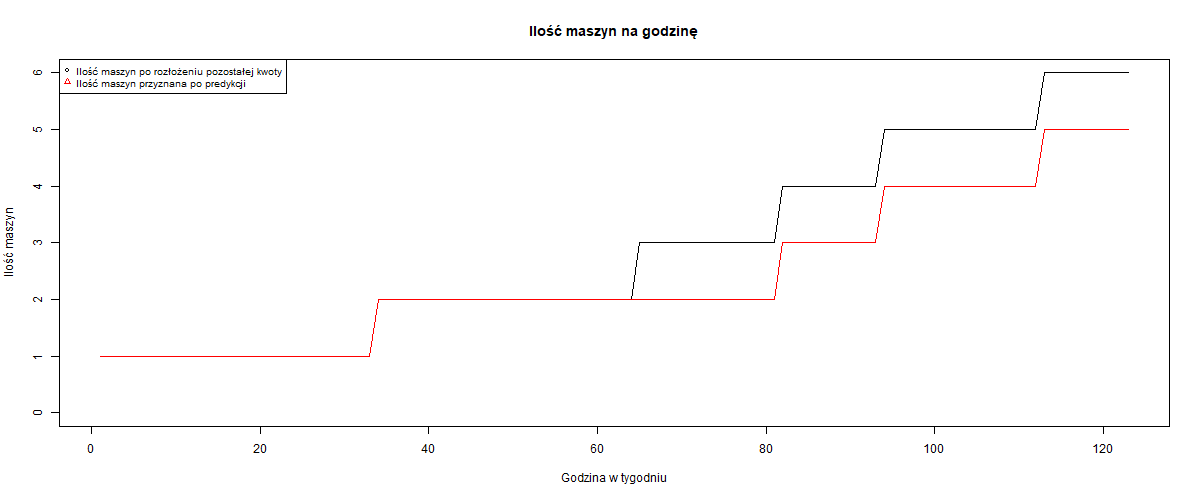 Ilość maszyn na godzinę
Ilość maszyn po rozłożeniu pozostałej kwoty
Ilość maszyn przyznana po predykcji
Ilość maszyn
6
5
4
3
2
1
0
0 20 40 60 80 100 120
Godzina w tygodniu